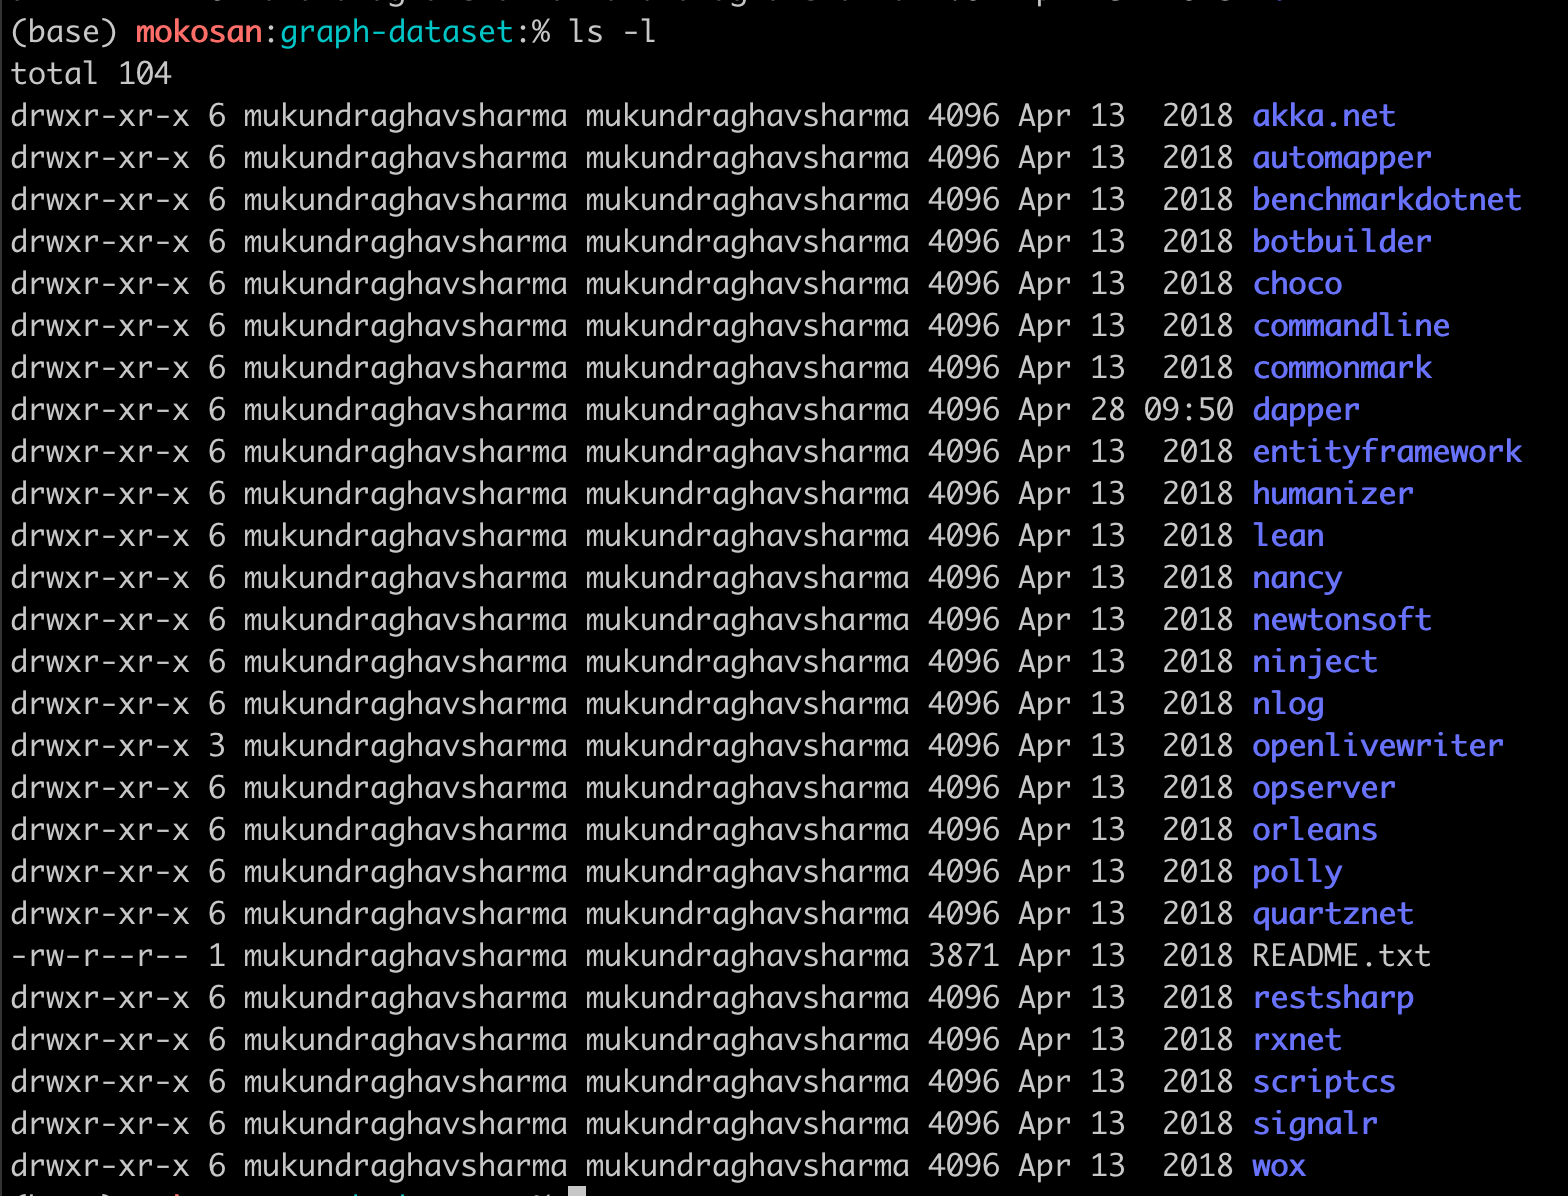 (base) mokosan:graph-dataset:% ls -l
total 104
drwxr-xr-x 6 mukundraghavsharma mukundraghavsharma 4096 Apr 13  2018 akka.net
drwxr-xr-x 6 mukundraghavsharma mukundraghavsharma 4096 Apr 13  2018 automapper
drwxr-xr-x 6 mukundraghavsharma mukundraghavsharma 4096 Apr 13  2018 benchmarkdotnet
drwxr-xr-x 6 mukundraghavsharma mukundraghavsharma 4096 Apr 13  2018 botbuilder
drwxr-xr-x 6 mukundraghavsharma mukundraghavsharma 4096 Apr 13  2018 choco
drwxr-xr-x 6 mukundraghavsharma mukundraghavsharma 4096 Apr 13  2018 commandline
drwxr-xr-x 6 mukundraghavsharma mukundraghavsharma 4096 Apr 13  2018 commonmark
drwxr-xr-x 6 mukundraghavsharma mukundraghavsharma 4096 Apr 28 09:50 dapper
drwxr-xr-x 6 mukundraghavsharma mukundraghavsharma 4096 Apr 13  2018 entityframework
drwxr-xr-x 6 mukundraghavsharma mukundraghavsharma 4096 Apr 13  2018 humanizer
drwxr-xr-x 6 mukundraghavsharma mukundraghavsharma 4096 Apr 13  2018 lean
drwxr-xr-x 6 mukundraghavsharma mukundraghavsharma 4096 Apr 13  2018 nancy
drwxr-xr-x 6 mukundraghavsharma mukundraghavsharma 4096 Apr 13  2018 newtonsoft
drwxr-xr-x 6 mukundraghavsharma mukundraghavsharma 4096 Apr 13  2018 ninject
drwxr-xr-x 6 mukundraghavsharma mukundraghavsharma 4096 Apr 13  2018 nlog
drwxr-xr-x 3 mukundraghavsharma mukundraghavsharma 4096 Apr 13  2018 openlivewriter
drwxr-xr-x 6 mukundraghavsharma mukundraghavsharma 4096 Apr 13  2018 opserver
drwxr-xr-x 6 mukundraghavsharma mukundraghavsharma 4096 Apr 13  2018 orleans
drwxr-xr-x 6 mukundraghavsharma mukundraghavsharma 4096 Apr 13  2018 polly
drwxr-xr-x 6 mukundraghavsharma mukundraghavsharma 4096 Apr 13  2018 quartznet
-rw-r--r-- 1 mukundraghavsharma mukundraghavsharma 3871 Apr 13  2018 README.txt
drwxr-xr-x 6 mukundraghavsharma mukundraghavsharma 4096 Apr 13  2018 restsharp
drwxr-xr-x 6 mukundraghavsharma mukundraghavsharma 4096 Apr 13  2018 rxnet
drwxr-xr-x 6 mukundraghavsharma mukundraghavsharma 4096 Apr 13  2018 scriptcs
drwxr-xr-x 6 mukundraghavsharma mukundraghavsharma 4096 Apr 13  2018 signalr
drwxr-xr-x 6 mukundraghavsharma mukundraghavsharma 4096 Apr 13  2018 wox